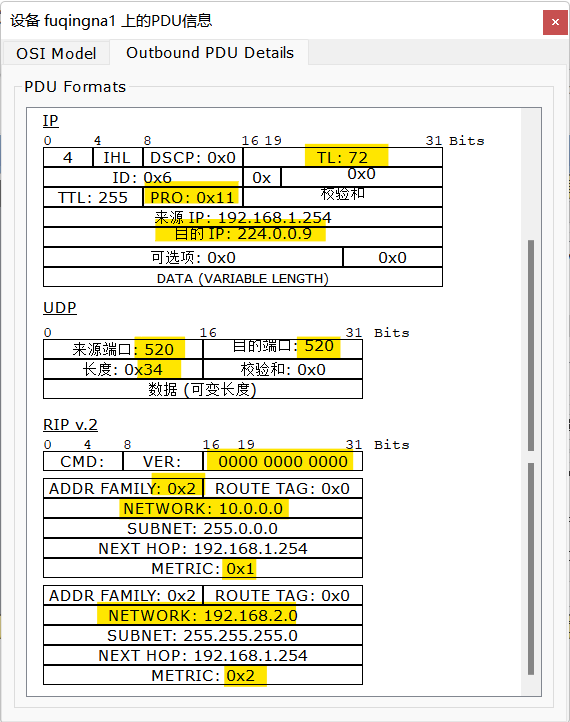 设备 fuqingna1 上的PDU信息
×
OSI Model Outbound PDU Details
PDU Formats
IP
0 4 8 16 19 31 Bits
4 IHL DSCP: 0x0 TL: 72
ID: 0x6 0x 0x0
TTL: 255 PRO: 0x11 校验和
来源 IP: 192.168.1.254
目的 IP: 224.0.0.9
可选项: 0x0 0x0
DATA (VARIABLE LENGTH)
UDP
0 16 31 Bits
来源端口: 520 目的端口: 520
长度: 0x34 校验和: 0x0
数据 (可变长度)
RIP v.2
0 4 8 16 19 31 Bits
CMD: VER: 0000 0000 0000
ADDR FAMILY: 0x2 ROUTE TAG: 0x0
NETWORK: 10.0.0.0
SUBNET: 255.0.0.0
NEXT HOP: 192.168.1.254
METRIC: 0x1
ADDR FAMILY: 0x2 ROUTE TAG: 0x0
NETWORK: 192.168.2.0
SUBNET: 255.255.255.0
NEXT HOP: 192.168.1.254
METRIC: 0x2